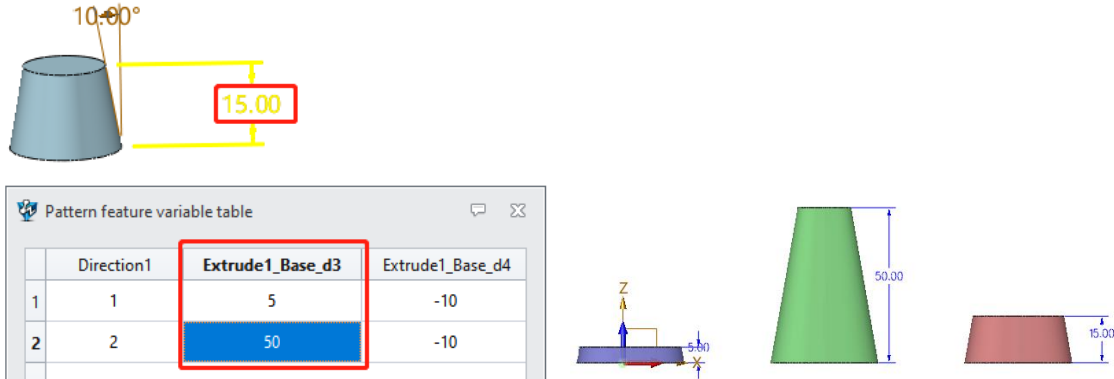 10.00°
15.00
Pattern feature variable table
Direction1 Extrude1_Base_d3 Extrude1_Base_d4
1 1 5 -10
2 2 50 -10
Z
X
5.00
50.00
15.00